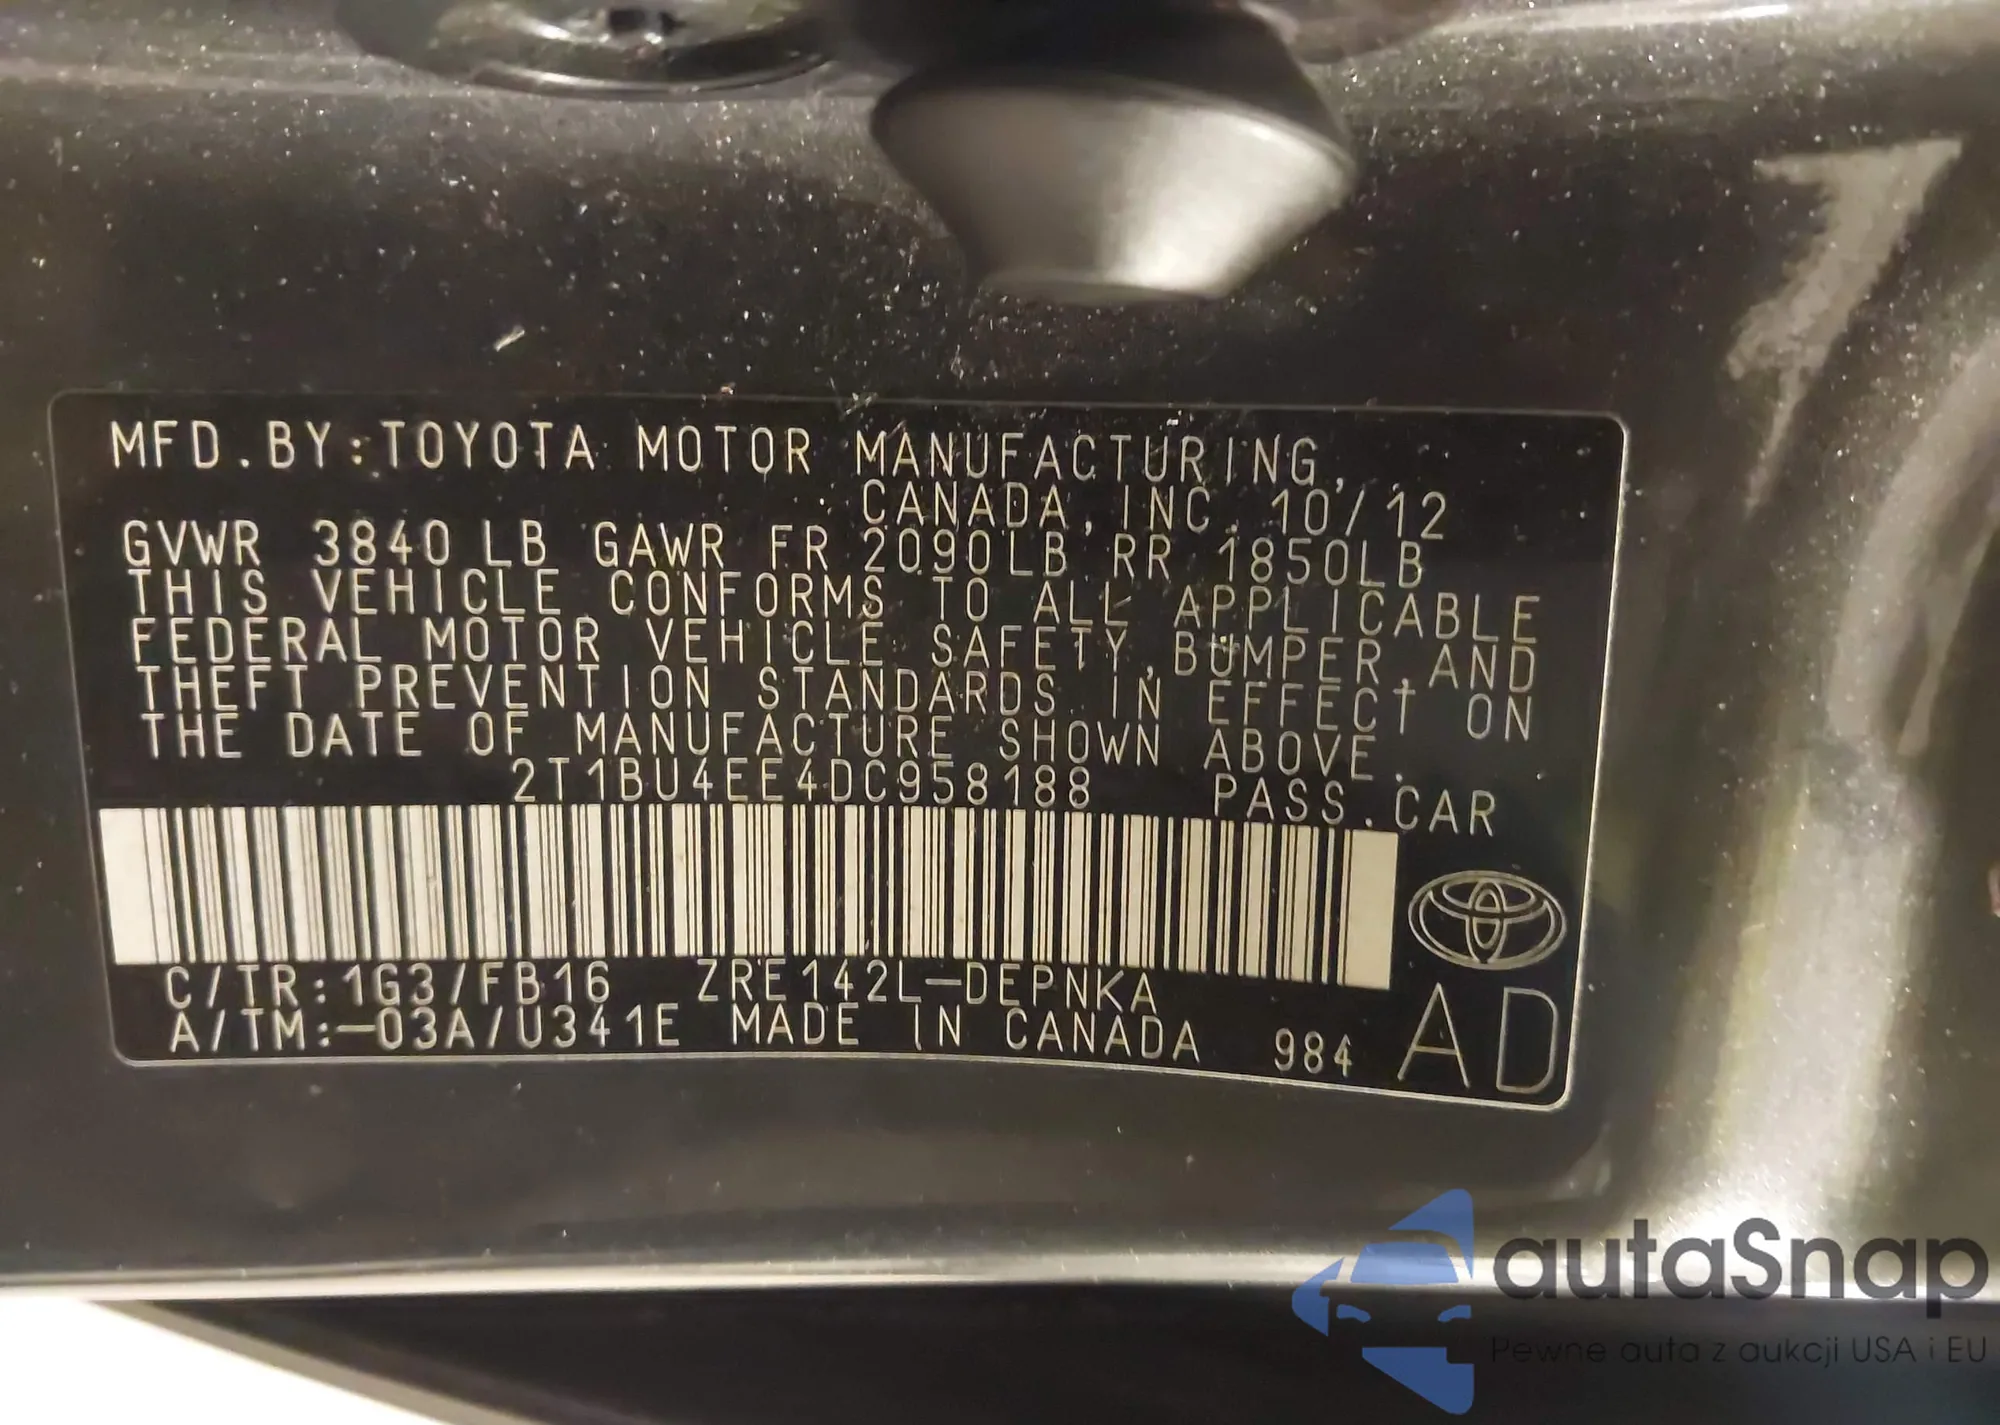 MFD.BY:TOYOTA MOTOR MANUFACTURING,
CANADA,INC. 10/12
GVWR 3840LB GAWR FR 2090LB RR 1850LB
THIS VEHICLE CONFORMS TO ALL APPLICABLE
FEDERAL MOTOR VEHICLE SAFETY,BUMPER,AND
THEFT PREVENTION STANDARDS IN EFFECT ON
THE DATE OF MANUFACTURE SHOWN ABOVE.
2T1BU4EE4DC958188 PASS.CAR
C/TR:1G3/FB16 ZRE142L-DEPNKA
A/TM:-03A/U341E MADE IN CANADA 984 AD
autaSnap
Pewne auta z aukcji USA i EU